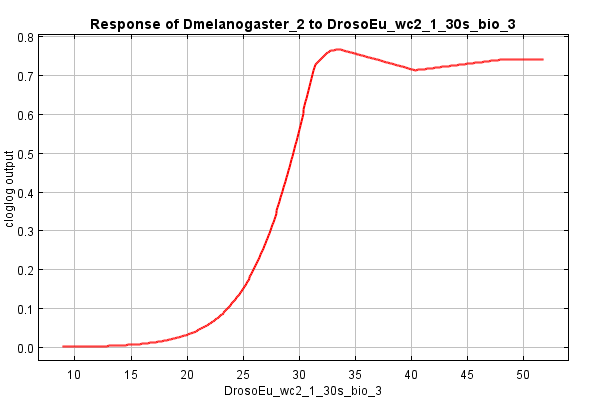 Response of Dmelanogaster_2 to DrosoEu_wc2_1_30s_bio_3
cloglog output
0.8
0.7
0.6
0.5
0.4
0.3
0.2
0.1
0.0
10 15 20 25 30 35 40 45 50
DrosoEu_wc2_1_30s_bio_3